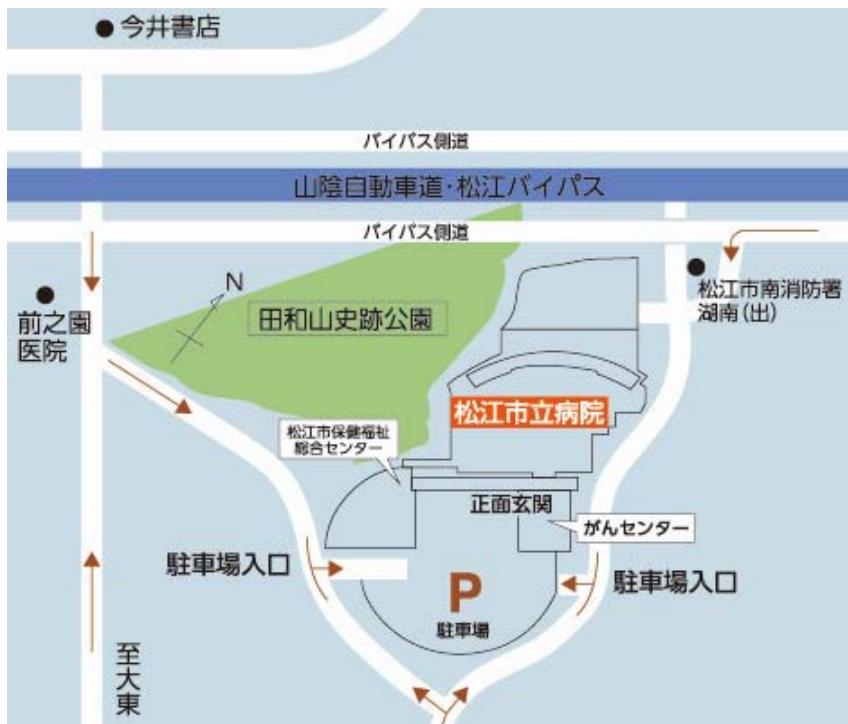 今井書店
バイパス側道
山陰自動車道・松江バイパス
バイパス側道
N
松江市南消防署
湖南(出)
前之園
医院
田和山史跡公園
松江市立病院
松江市保健福祉
総合センター
正面玄関
がんセンター
駐車場入口
P
駐車場
駐車場入口
至大東